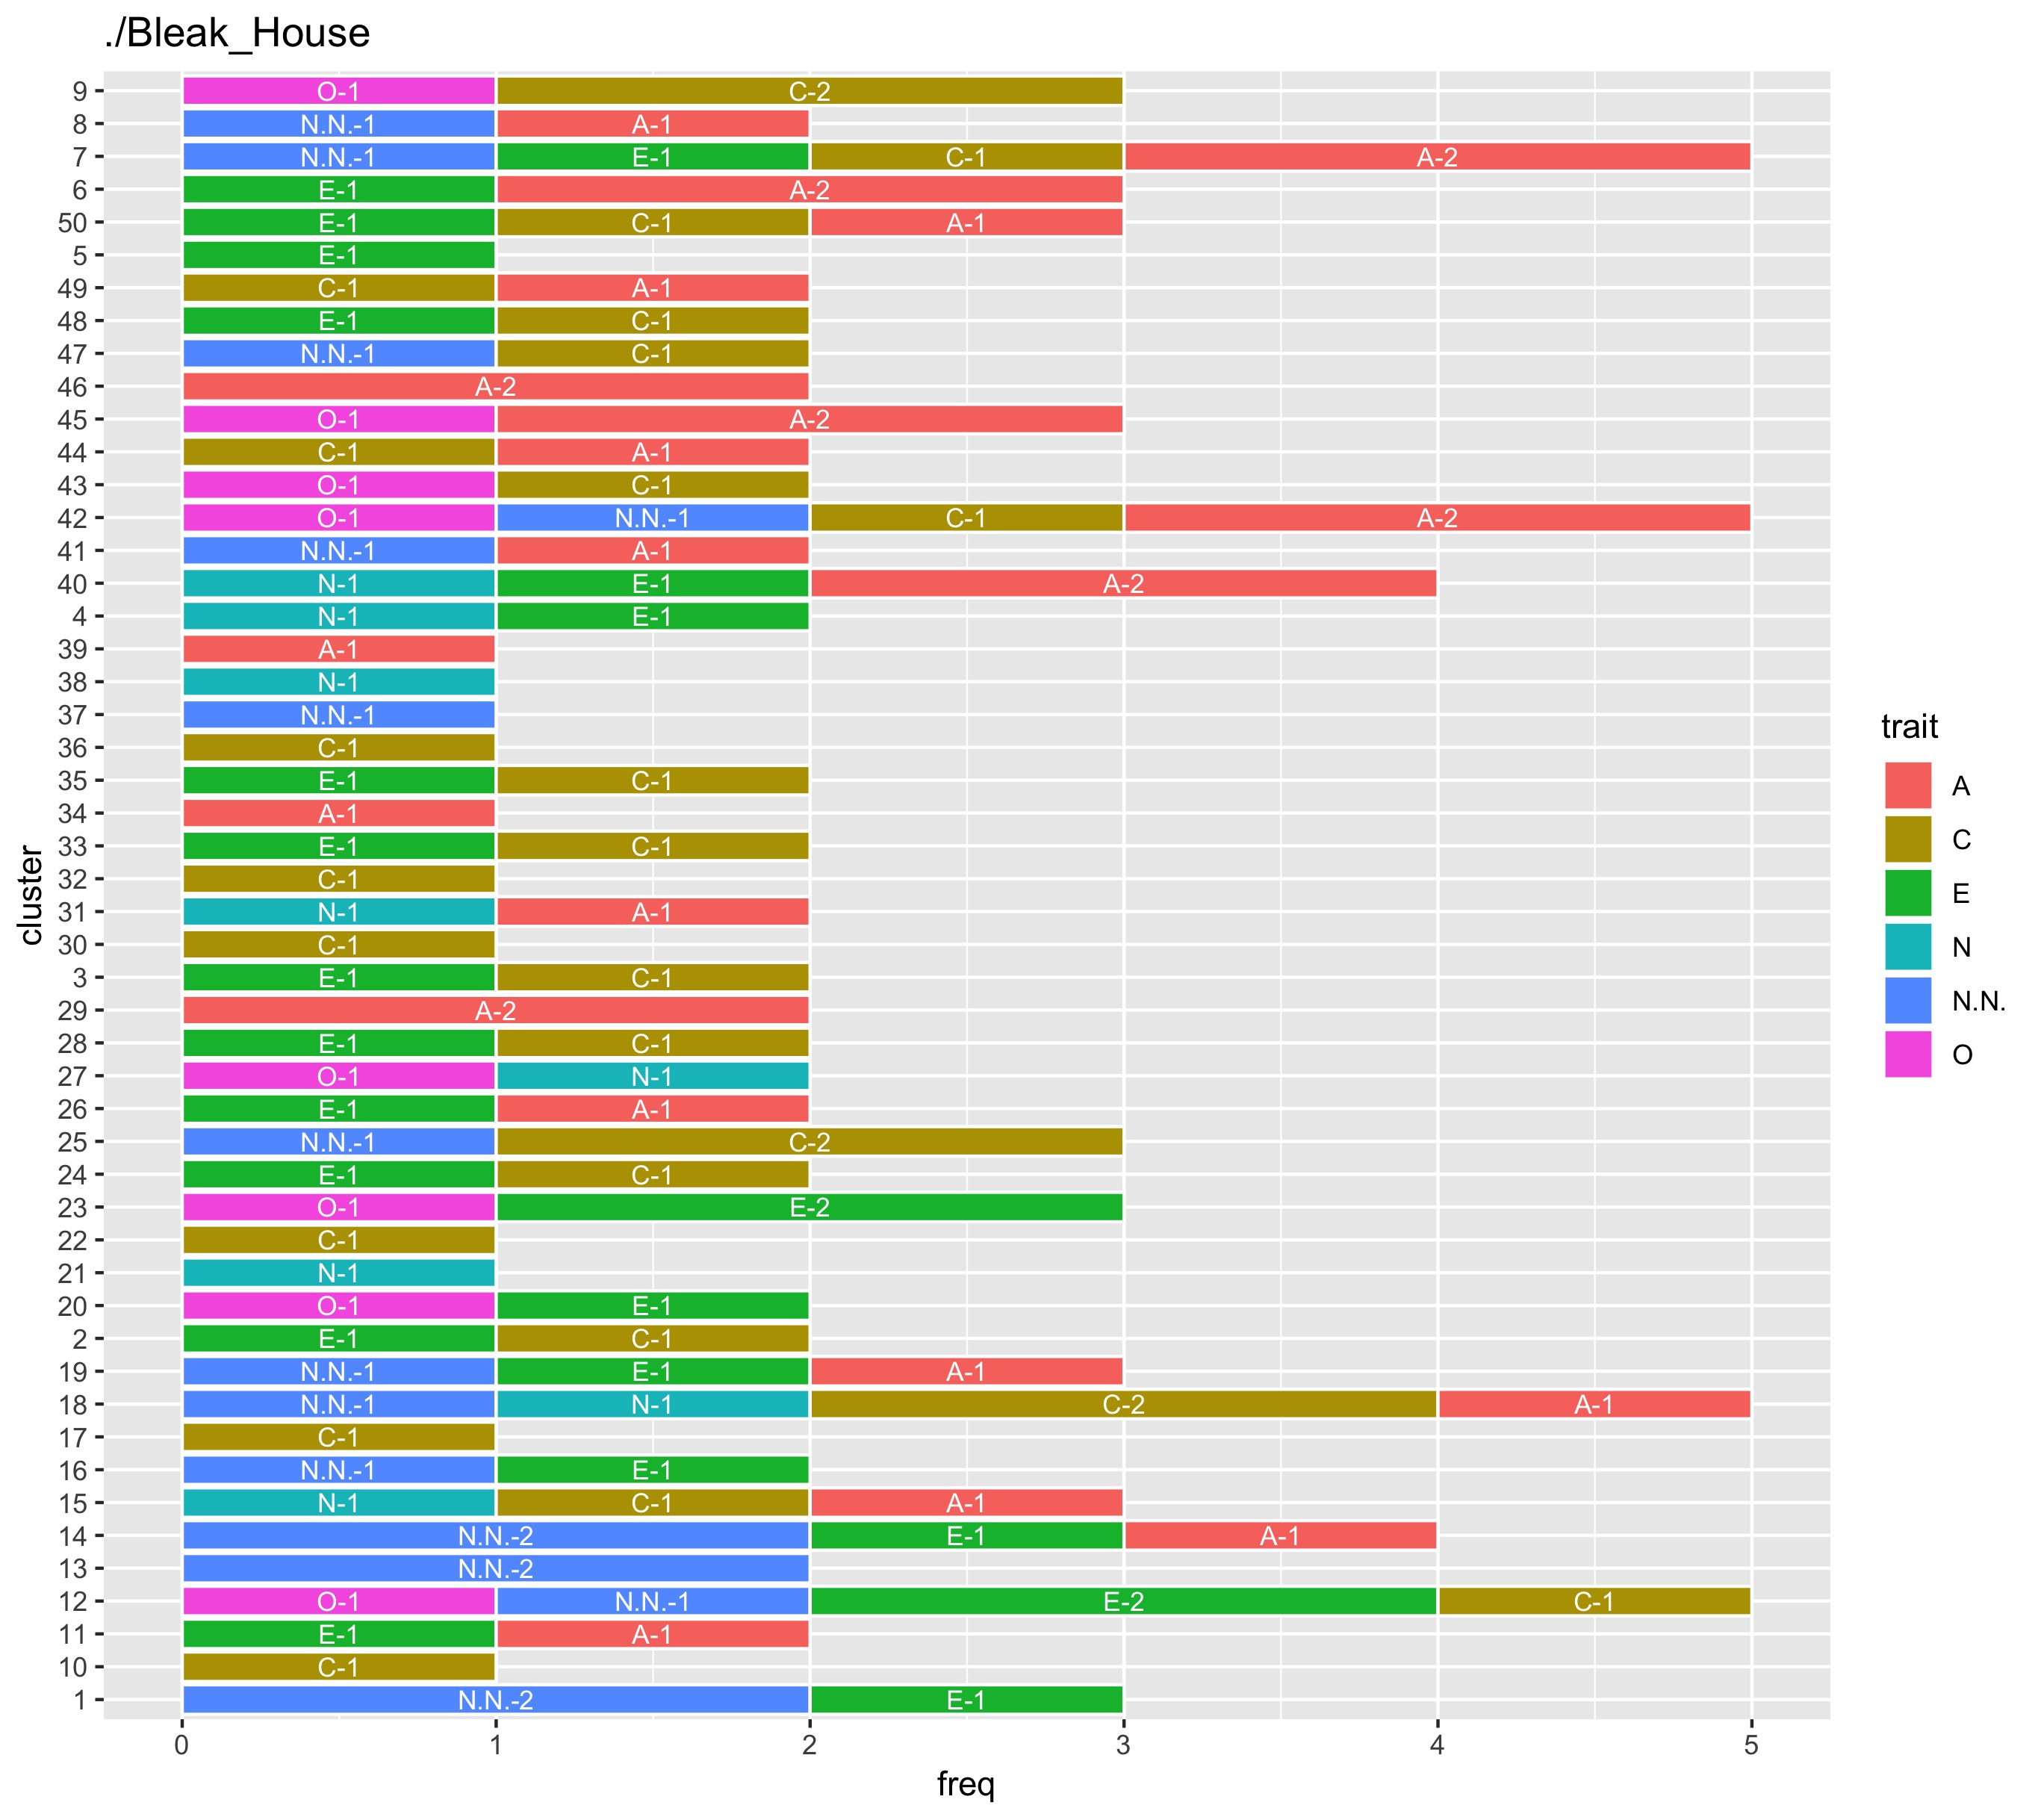 ./Bleak_House
9 O-1 C-2
8 N.N.-1 A-1
7 N.N.-1 E-1 C-1 A-2
6 E-1 A-2
50 E-1 C-1 A-1
5 E-1
49 C-1 A-1
48 E-1 C-1
47 N.N.-1 C-1
46 A-2
45 O-1 A-2
44 C-1 A-1
43 O-1 C-1
42 O-1 N.N.-1 C-1 A-2
41 N.N.-1 A-1
40 N-1 E-1 A-2
4 N-1 E-1
39 A-1
38 N-1
37 N.N.-1
36 C-1
35 E-1 C-1
34 A-1
33 E-1 C-1
32 C-1
31 N-1 A-1
30 C-1
3 E-1 C-1
29 A-2
28 E-1 C-1
27 O-1 N-1
26 E-1 A-1
25 N.N.-1 C-2
24 E-1 C-1
23 O-1 E-2
22 C-1
21 N-1
20 O-1 E-1
2 E-1 C-1
19 N.N.-1 E-1 A-1
18 N.N.-1 N-1 C-2 A-1
17 C-1
16 N.N.-1 E-1
15 N-1 C-1 A-1
14 N.N.-2 E-1 A-1
13 N.N.-2
12 O-1 N.N.-1 E-2 C-1
11 E-1 A-1
10 C-1
1 N.N.-2 E-1
0 1 2 3 4 5
freq
cluster
trait
A
C
E
N
N.N.
O